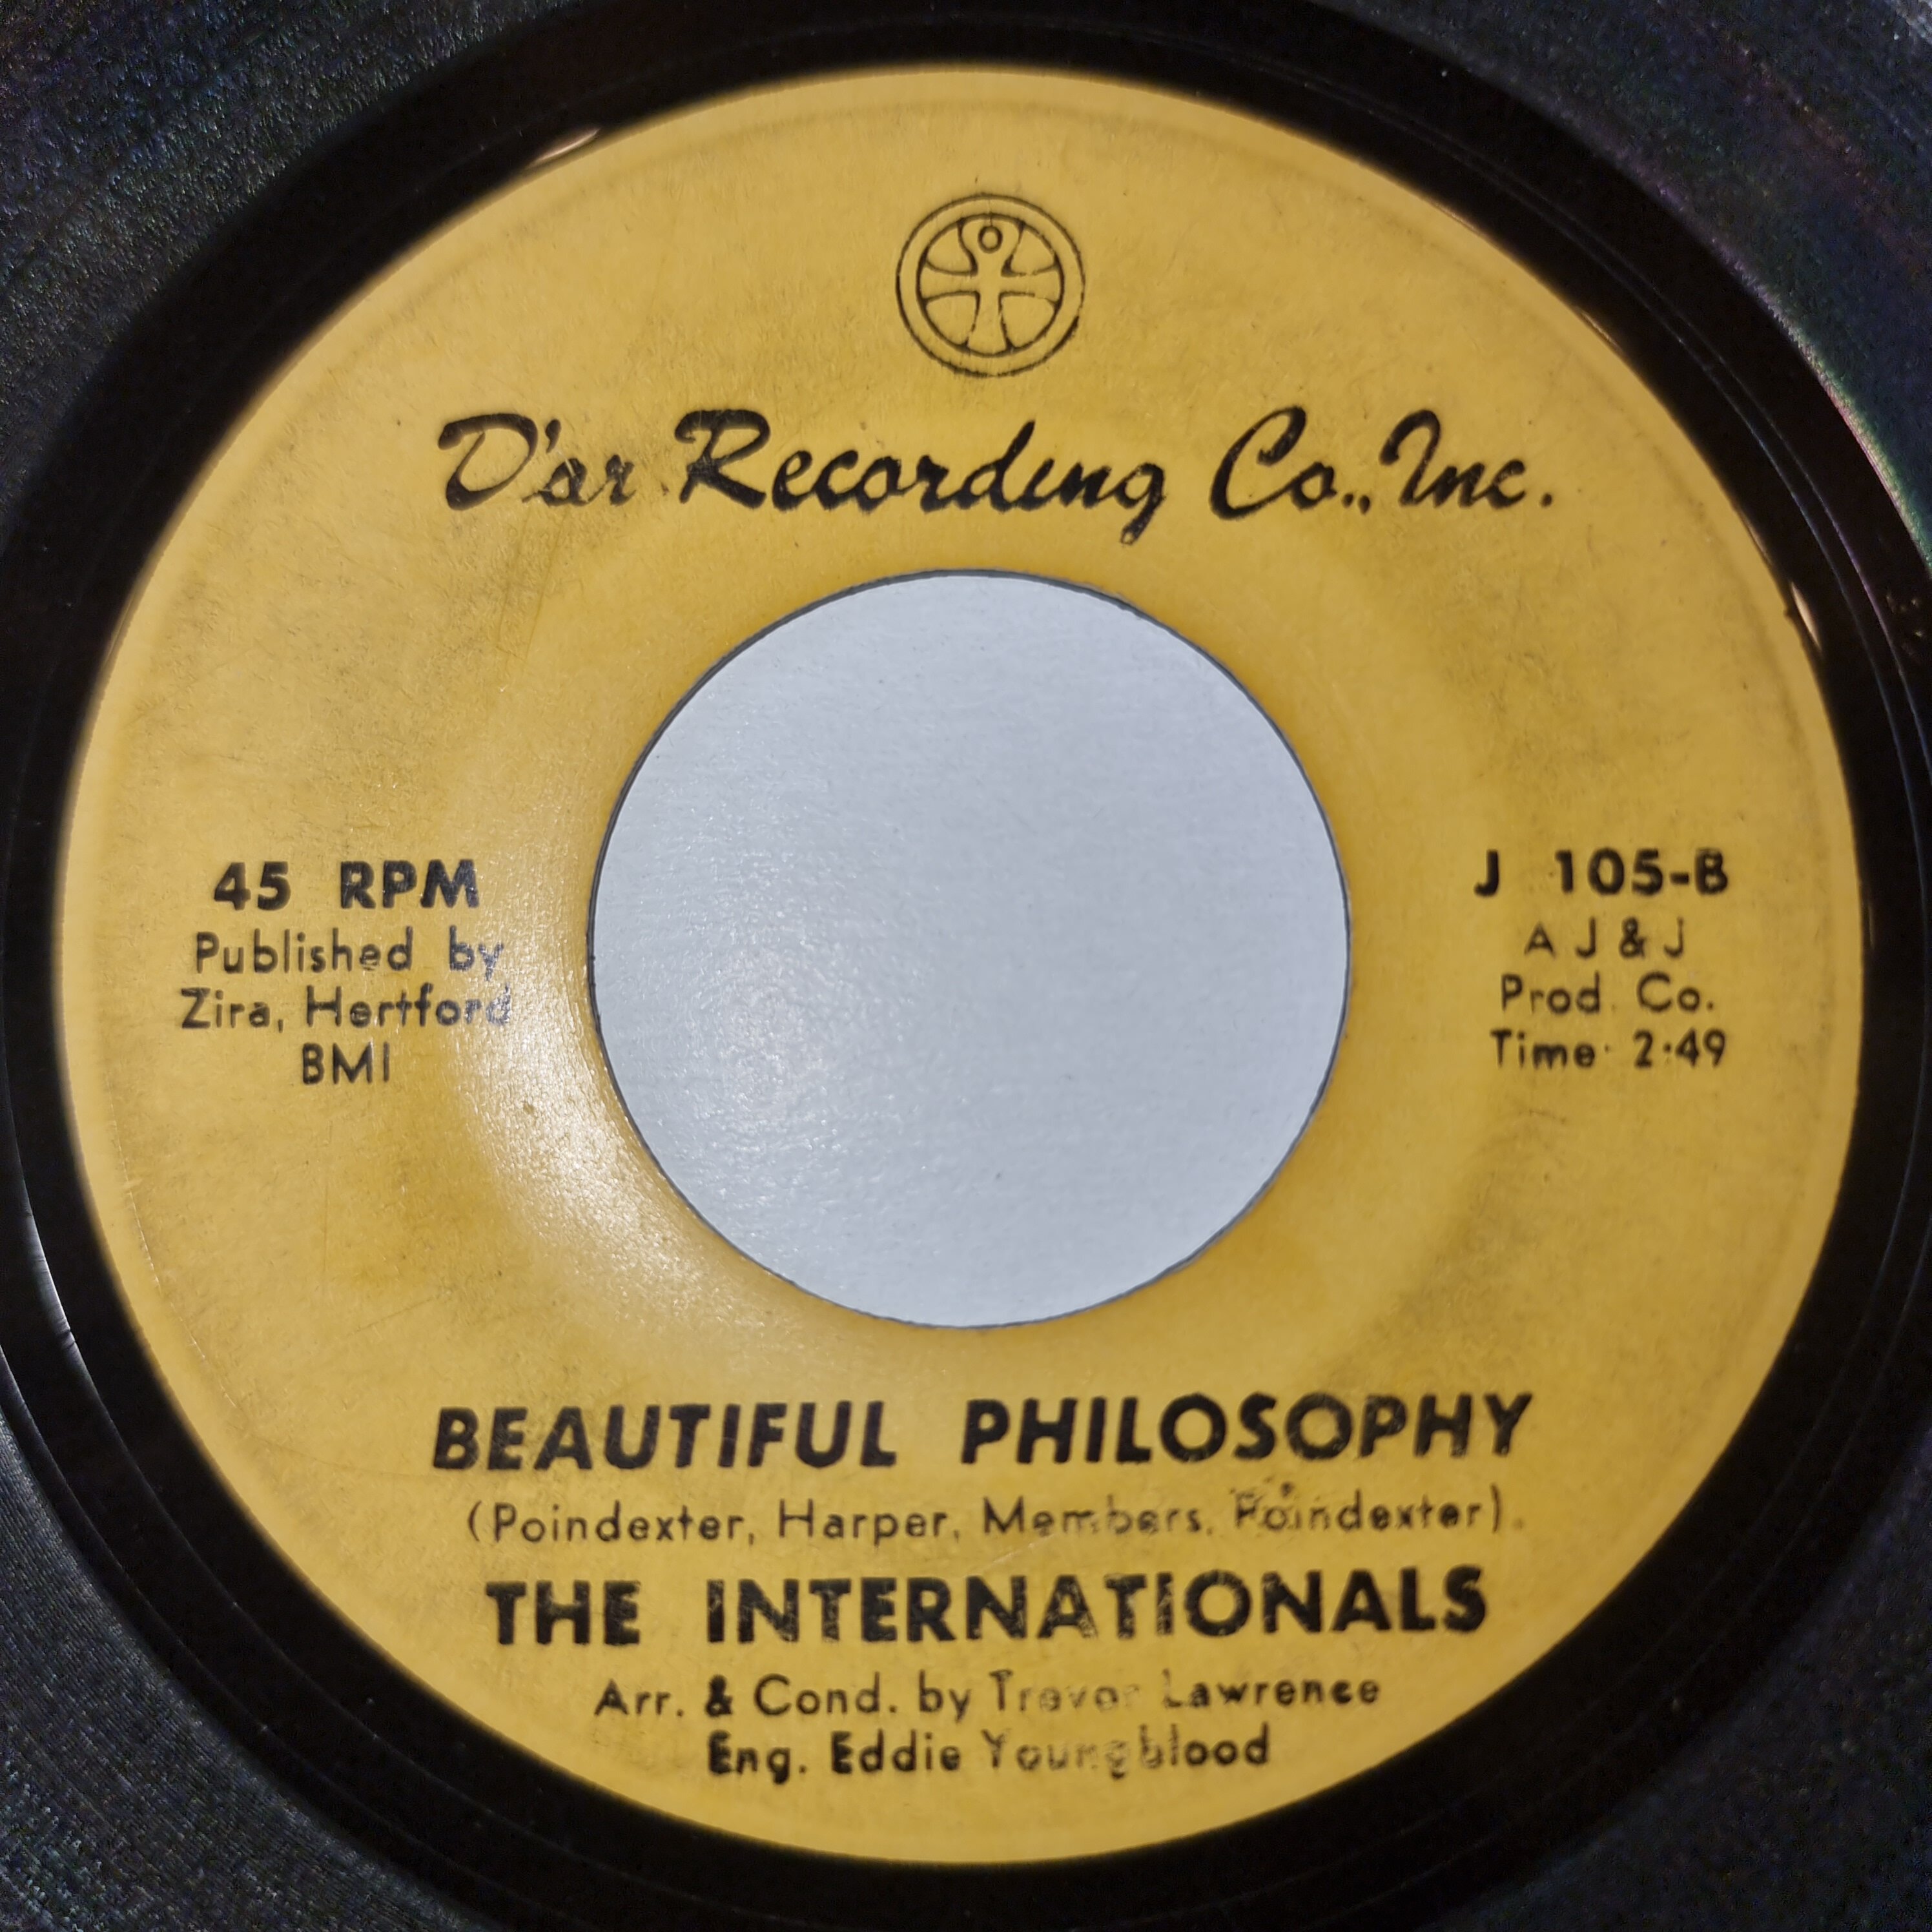 D'ar Recording Co., Inc.
45 RPM
Published by
Zira, Hertford
BMI
J 105-B
A J & J
Prod. Co.
Time: 2:49
BEAUTIFUL PHILOSOPHY
(Poindexter, Harper, Members, Poindexter)
THE INTERNATIONALS
Arr. & Cond. by Trevor Lawrence
Eng. Eddie Youngblood